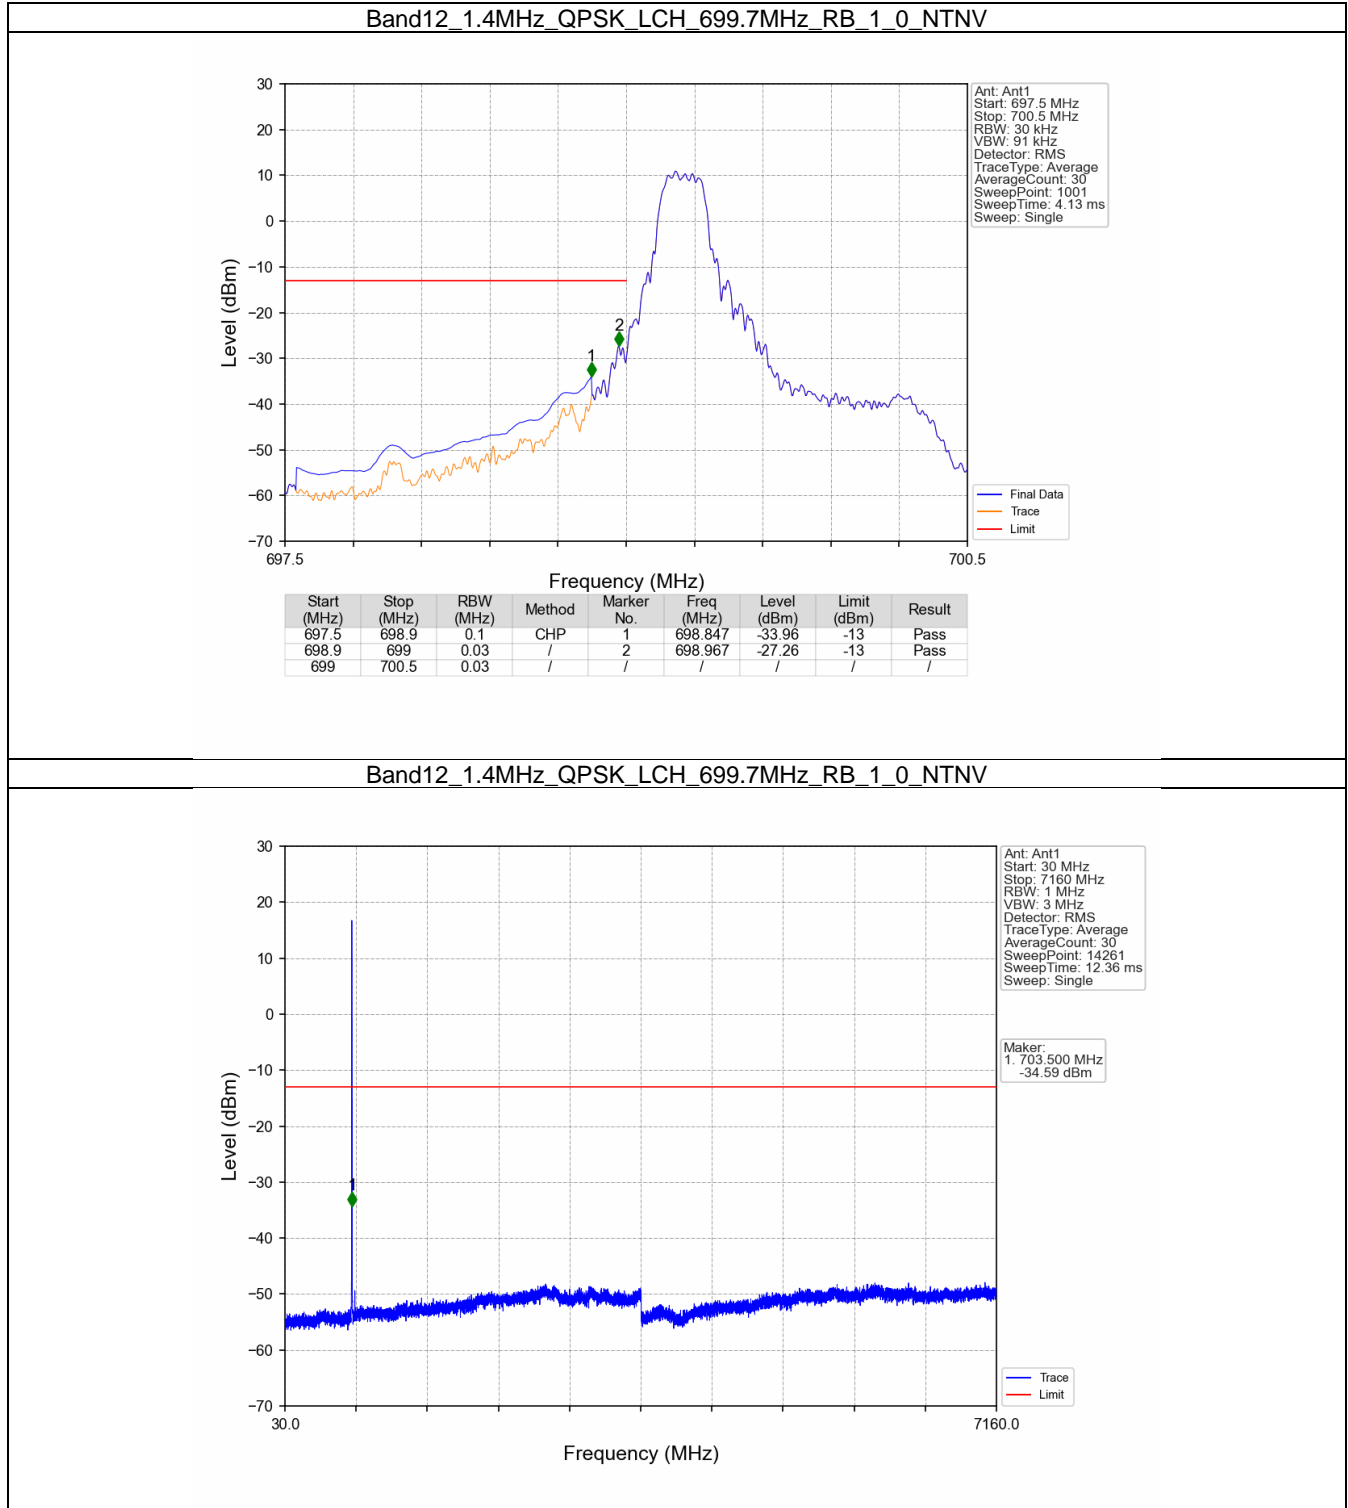 Band12_1.4MHz_QPSK_LCH_699.7MHz_RB_1_0_NTNV
30
20
10
0
−10
−20
−30
−40
−50
−60
−70
Level (dBm)
1
2
697.5
700.5
Frequency (MHz)
Ant: Ant1
Start: 697.5 MHz
Stop: 700.5 MHz
RBW: 30 kHz
VBW: 91 kHz
Detector: RMS
TraceType: Average
AverageCount: 30
SweepPoint: 1001
SweepTime: 4.13 ms
Sweep: Single
Final Data
Trace
Limit
Start (MHz) Stop (MHz) RBW (MHz) Method Marker No. Freq (MHz) Level (dBm) Limit (dBm) Result
697.5 698.9 0.1 CHP 1 698.847 -33.96 -13 Pass
698.9 699 0.03 / 2 698.967 -27.26 -13 Pass
699 700.5 0.03 / / / / / /
Band12_1.4MHz_QPSK_LCH_699.7MHz_RB_1_0_NTNV
30
20
10
0
−10
−20
−30
−40
−50
−60
−70
Level (dBm)
1
30.0
7160.0
Frequency (MHz)
Ant: Ant1
Start: 30 MHz
Stop: 7160 MHz
RBW: 1 MHz
VBW: 3 MHz
Detector: RMS
TraceType: Average
AverageCount: 30
SweepPoint: 14261
SweepTime: 12.36 ms
Sweep: Single
Maker:
1. 703.500 MHz
-34.59 dBm
Trace
Limit